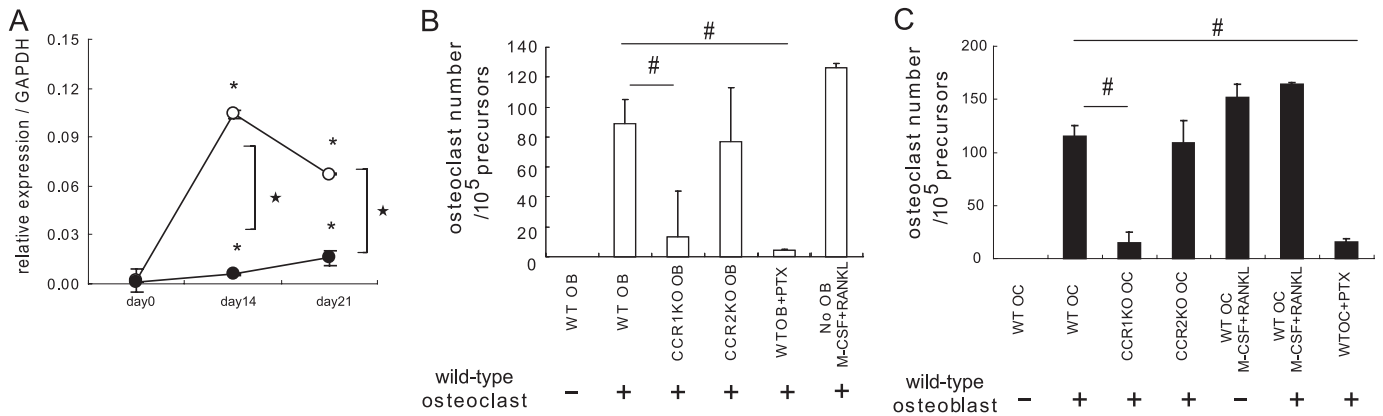 A
relative expression / GAPDH
0.15
0.12
0.09
0.06
0.03
0.00
*
*
*
*
★
★
day0
day14
day21
B
osteoclast number
/10^5 precursors
140
120
100
80
60
40
20
0
#
#
WT OB
WT OB
CCR1KO OB
CCR2KO OB
WTOB+PTX
No OB
M-CSF+RANKL
wild-type
osteoclast
− + + + + +
C
osteoclast number
/10^5 precursors
200
150
100
50
0
#
#
WT OC
WT OC
CCR1KO OC
CCR2KO OC
WT OC
M-CSF+RANKL
WT OC
M-CSF+RANKL
WTOC+PTX
wild-type
osteoblast
− + + + − + +